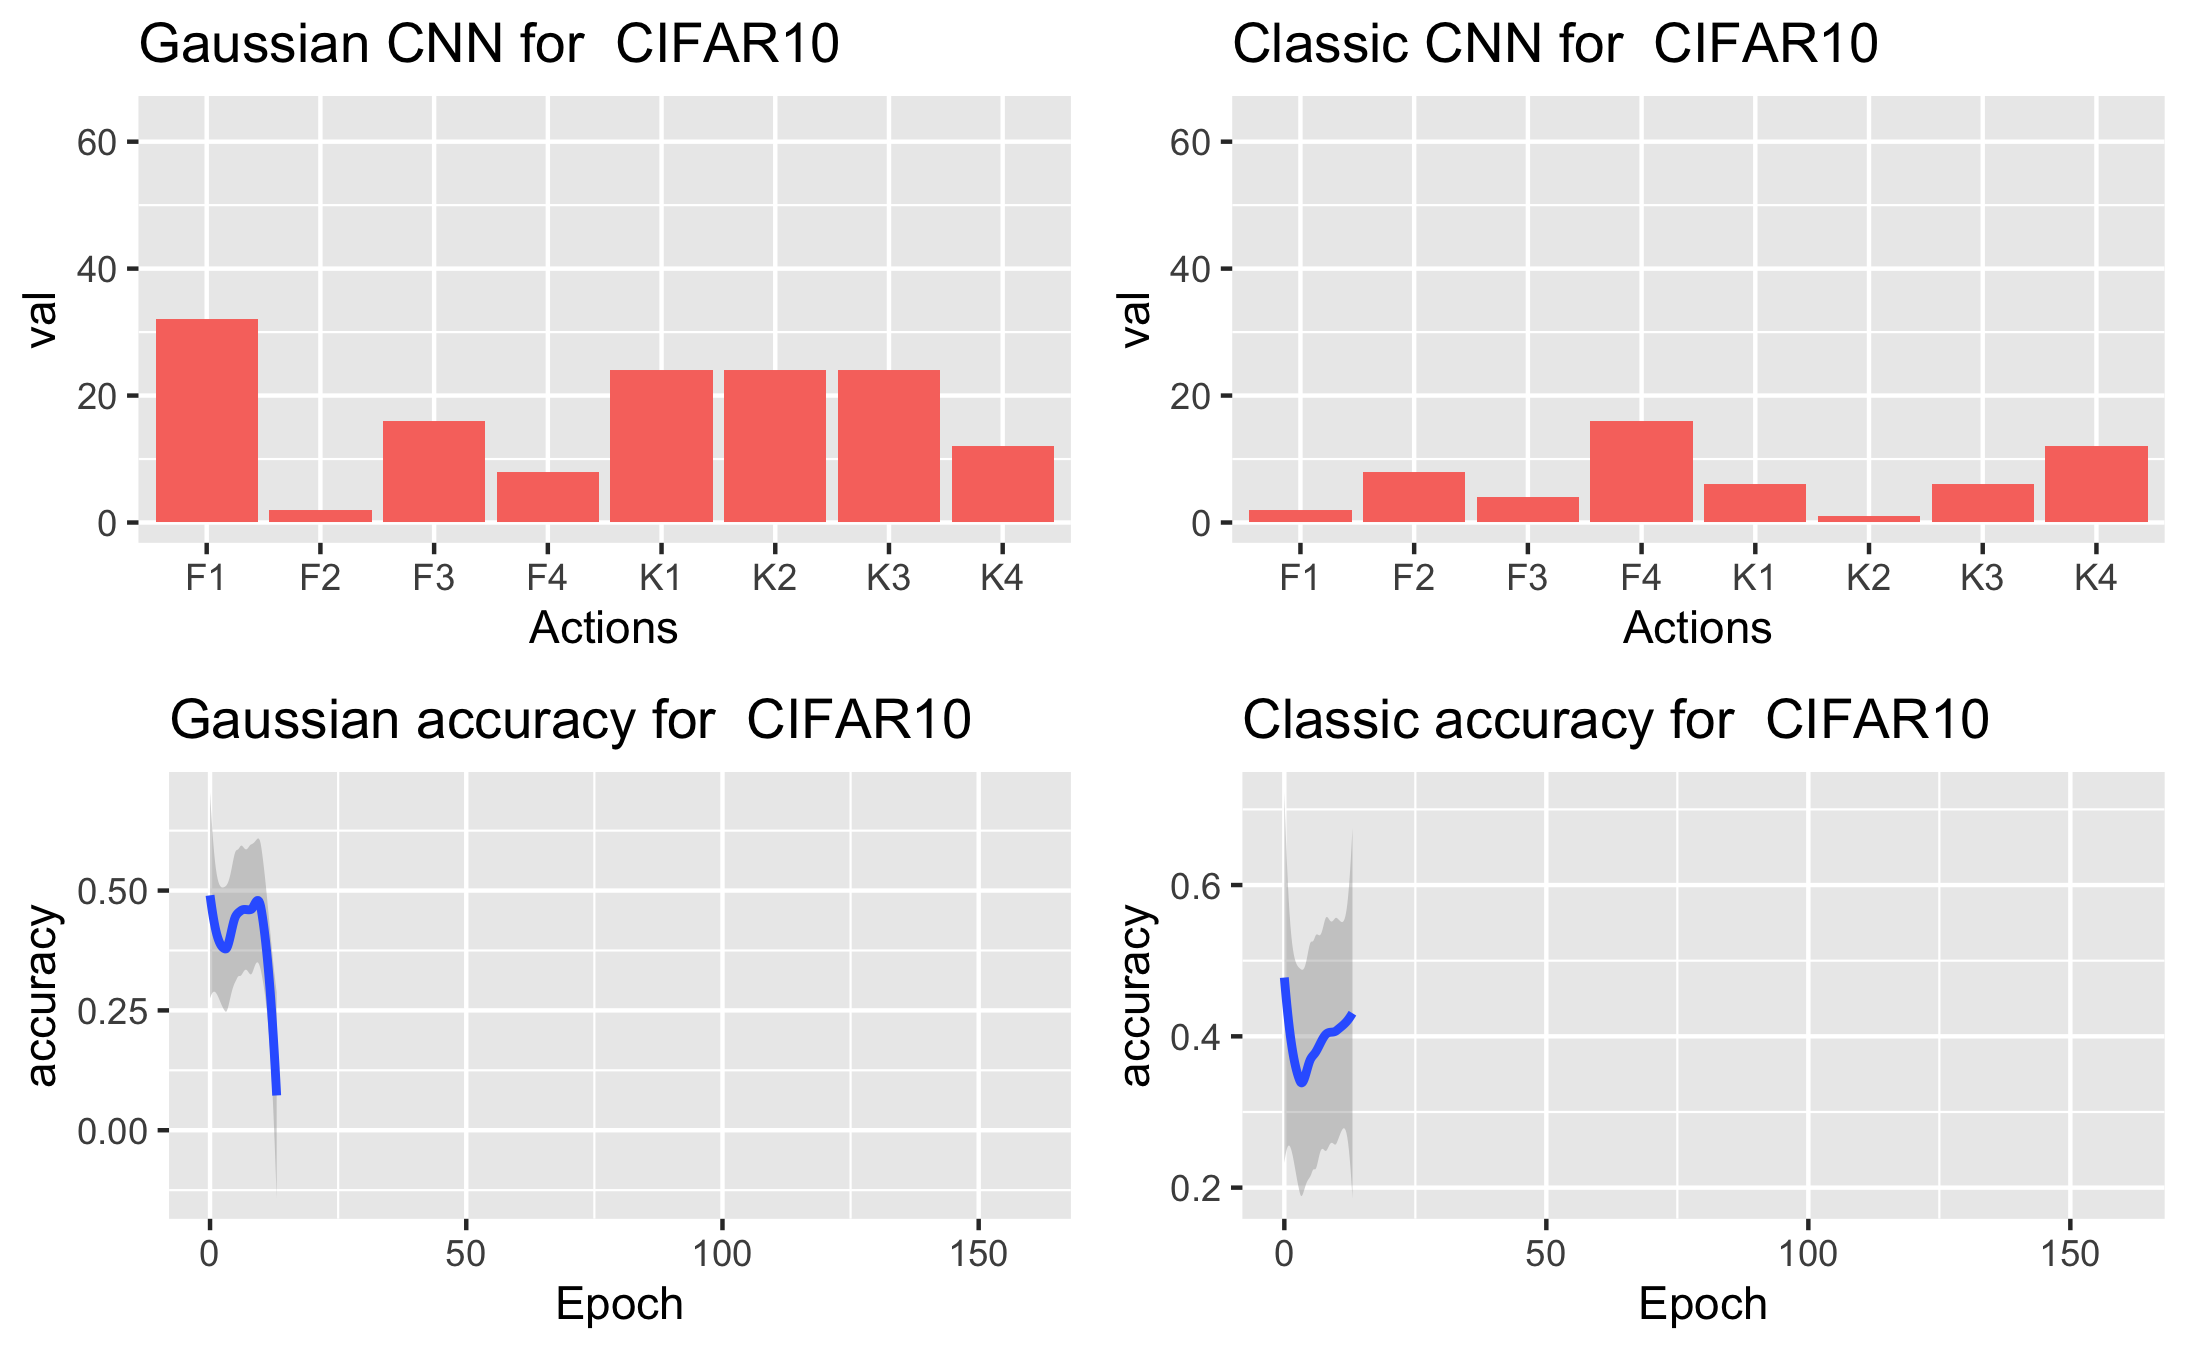 Gaussian CNN for  CIFAR10
60
40
20
0
val
F1 F2 F3 F4 K1 K2 K3 K4
Actions
Classic CNN for  CIFAR10
60
40
20
0
val
F1 F2 F3 F4 K1 K2 K3 K4
Actions
Gaussian accuracy for  CIFAR10
0.50
0.25
0.00
accuracy
0 50 100 150
Epoch
Classic accuracy for  CIFAR10
0.6
0.4
0.2
accuracy
0 50 100 150
Epoch